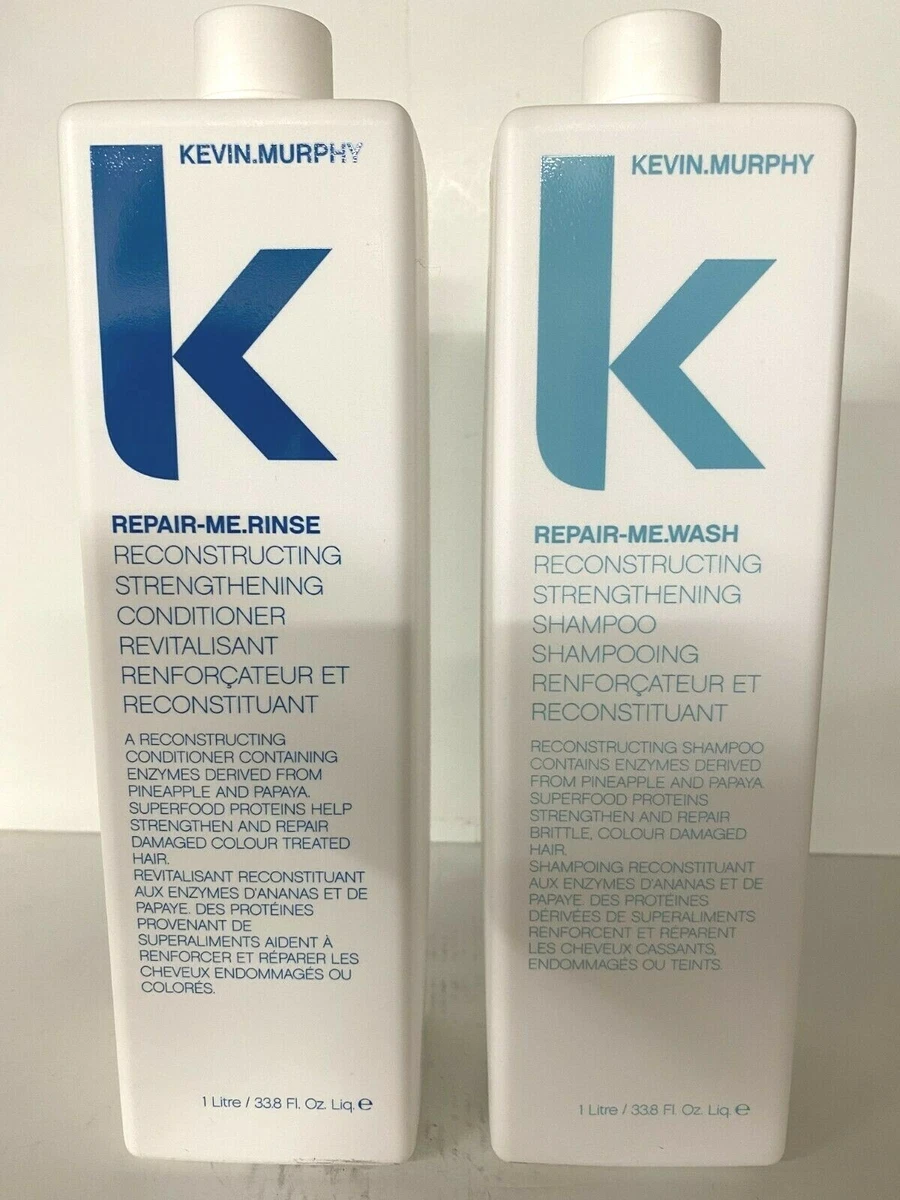 KEVIN.MURPHY
k
REPAIR-ME.RINSE
RECONSTRUCTING
STRENGTHENING
CONDITIONER
REVITALISANT
RENFORÇATEUR ET
RECONSTITUANT
A RECONSTRUCTING
CONDITIONER CONTAINING
ENZYMES DERIVED FROM
PINEAPPLE AND PAPAYA.
SUPERFOOD PROTEINS HELP
STRENGTHEN AND REPAIR
DAMAGED COLOUR TREATED
HAIR.
REVITALISANT RECONSTITUANT
AUX ENZYMES D'ANANAS ET DE
PAPAYE. DES PROTÉINES
PROVENANT DE
SUPERALIMENTS AIDENT À
RENFORCER ET RÉPARER LES
CHEVEUX ENDOMMAGÉS OU
COLORÉS.
1 Litre / 33.8 Fl. Oz. Liq. ℮
KEVIN.MURPHY
k
REPAIR-ME.WASH
RECONSTRUCTING
STRENGTHENING
SHAMPOO
SHAMPOOING
RENFORÇATEUR ET
RECONSTITUANT
RECONSTRUCTING SHAMPOO
CONTAINS ENZYMES DERIVED
FROM PINEAPPLE AND PAPAYA
SUPERFOOD PROTEINS
STRENGTHEN AND REPAIR
BRITTLE, COLOUR DAMAGED
HAIR.
SHAMPOING RECONSTITUANT
AUX ENZYMES D'ANANAS ET DE
PAPAYE. DES PROTÉINES
DÉRIVÉES DE SUPERALIMENTS
RENFORCENT ET RÉPARENT
LES CHEVEUX CASSANTS,
ENDOMMAGÉS OU TEINTS.
1 Litre / 33.8 Fl. Oz. Liq. ℮